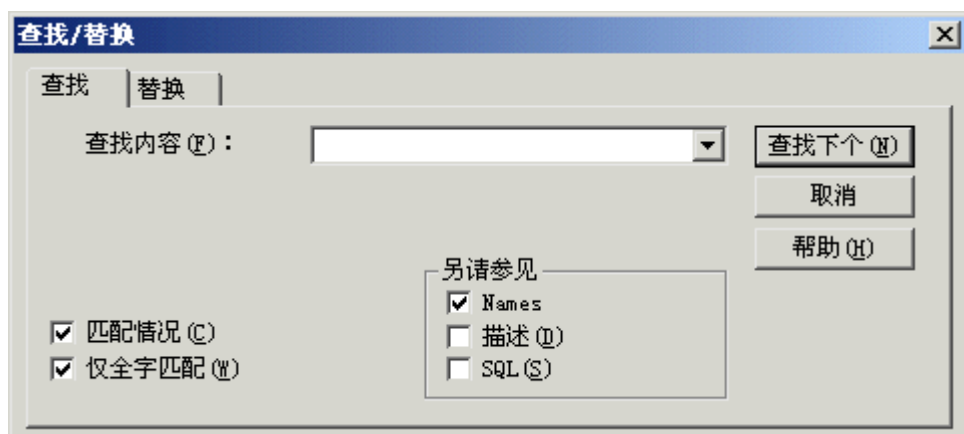 查找/替换
查找 替换
查找内容(F)：
查找下个(N)
取消
帮助(H)
另请参见
Names
描述(D)
SQL(S)
匹配情况(C)
仅全字匹配(W)